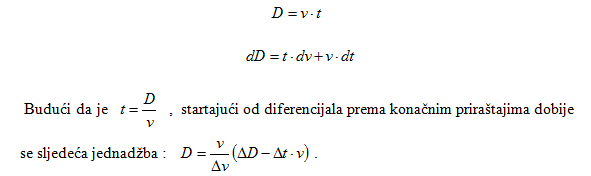 D = v · t
dD = t · dv + v · dt
Budući da je t = D/v , startajući od diferencijala prema konačnim priraštajima dobije
se sljedeća jednadžba : D = v/Δv (ΔD − Δt · v) .